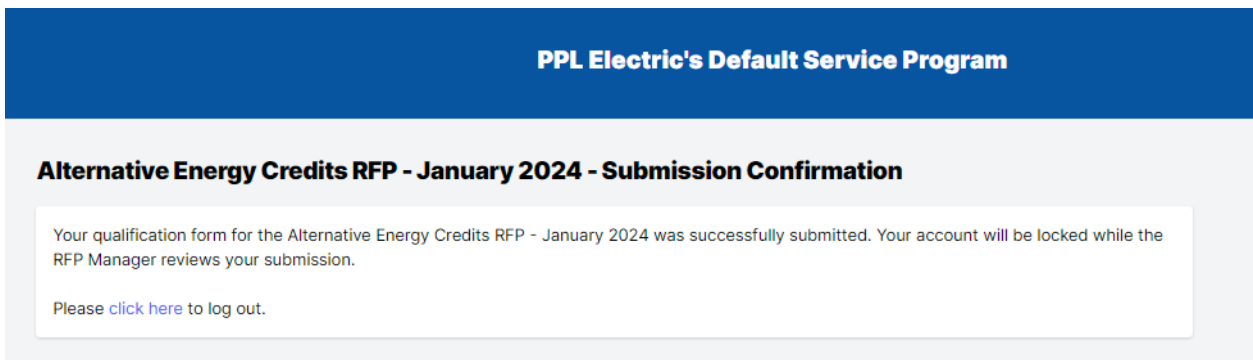 PPL Electric's Default Service Program
Alternative Energy Credits RFP - January 2024 - Submission Confirmation
Your qualification form for the Alternative Energy Credits RFP - January 2024 was successfully submitted. Your account will be locked while the
RFP Manager reviews your submission.
Please click here to log out.